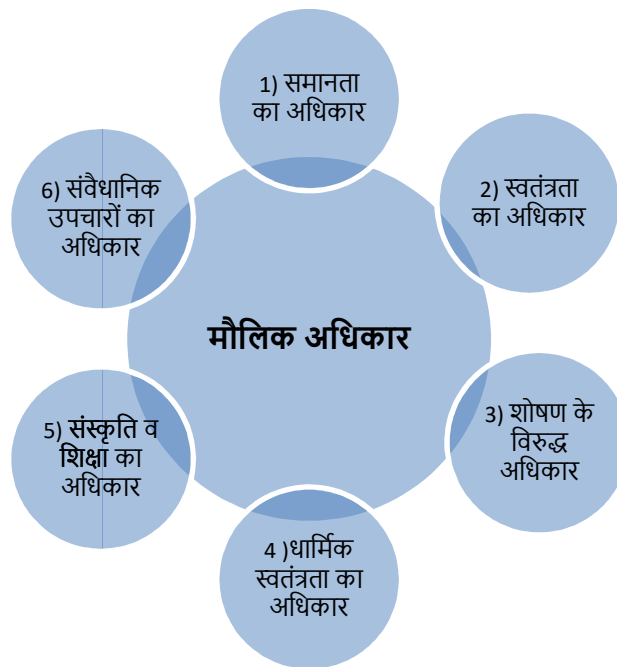 1) समानता
का अधिकार
2) स्वतंत्रता
का अधिकार
3) शोषण के
विरुद्ध
अधिकार
4 )धार्मिक
स्वतंत्रता का
अधिकार
5) संस्कृति व
शिक्षा का
अधिकार
6) संवैधानिक
उपचारों का
अधिकार
मौलिक अधिकार